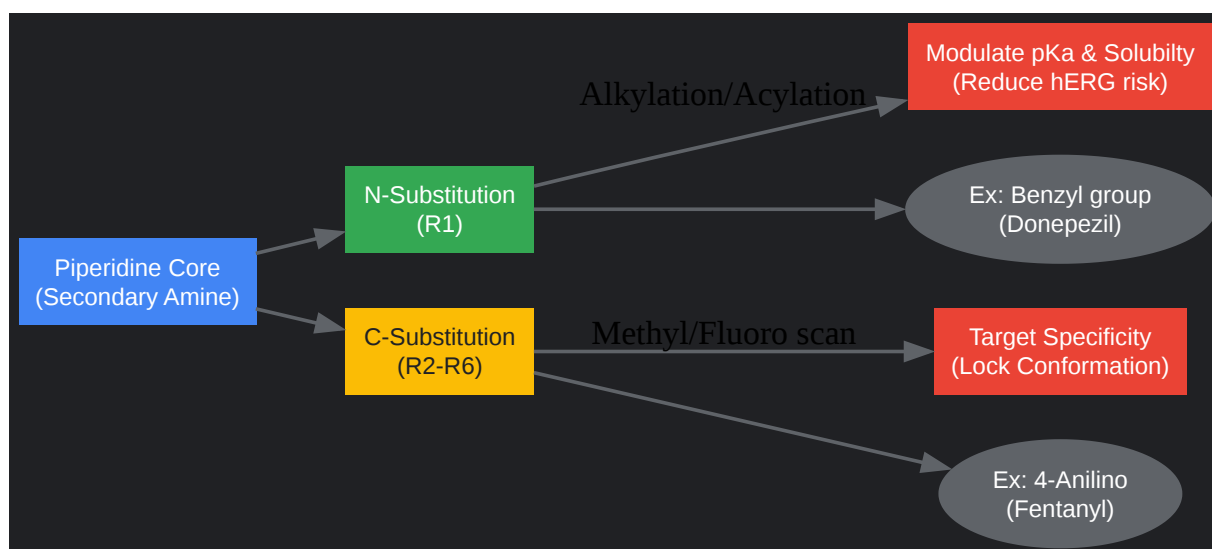 Piperidine Core
(Secondary Amine)
N-Substitution
(R1)
C-Substitution
(R2-R6)
Alkylation/Acylation
Methyl/Fluoro scan
Modulate pKa & Solubilty
(Reduce hERG risk)
Ex: Benzyl group
(Donepezil)
Target Specificity
(Lock Conformation)
Ex: 4-Anilino
(Fentanyl)